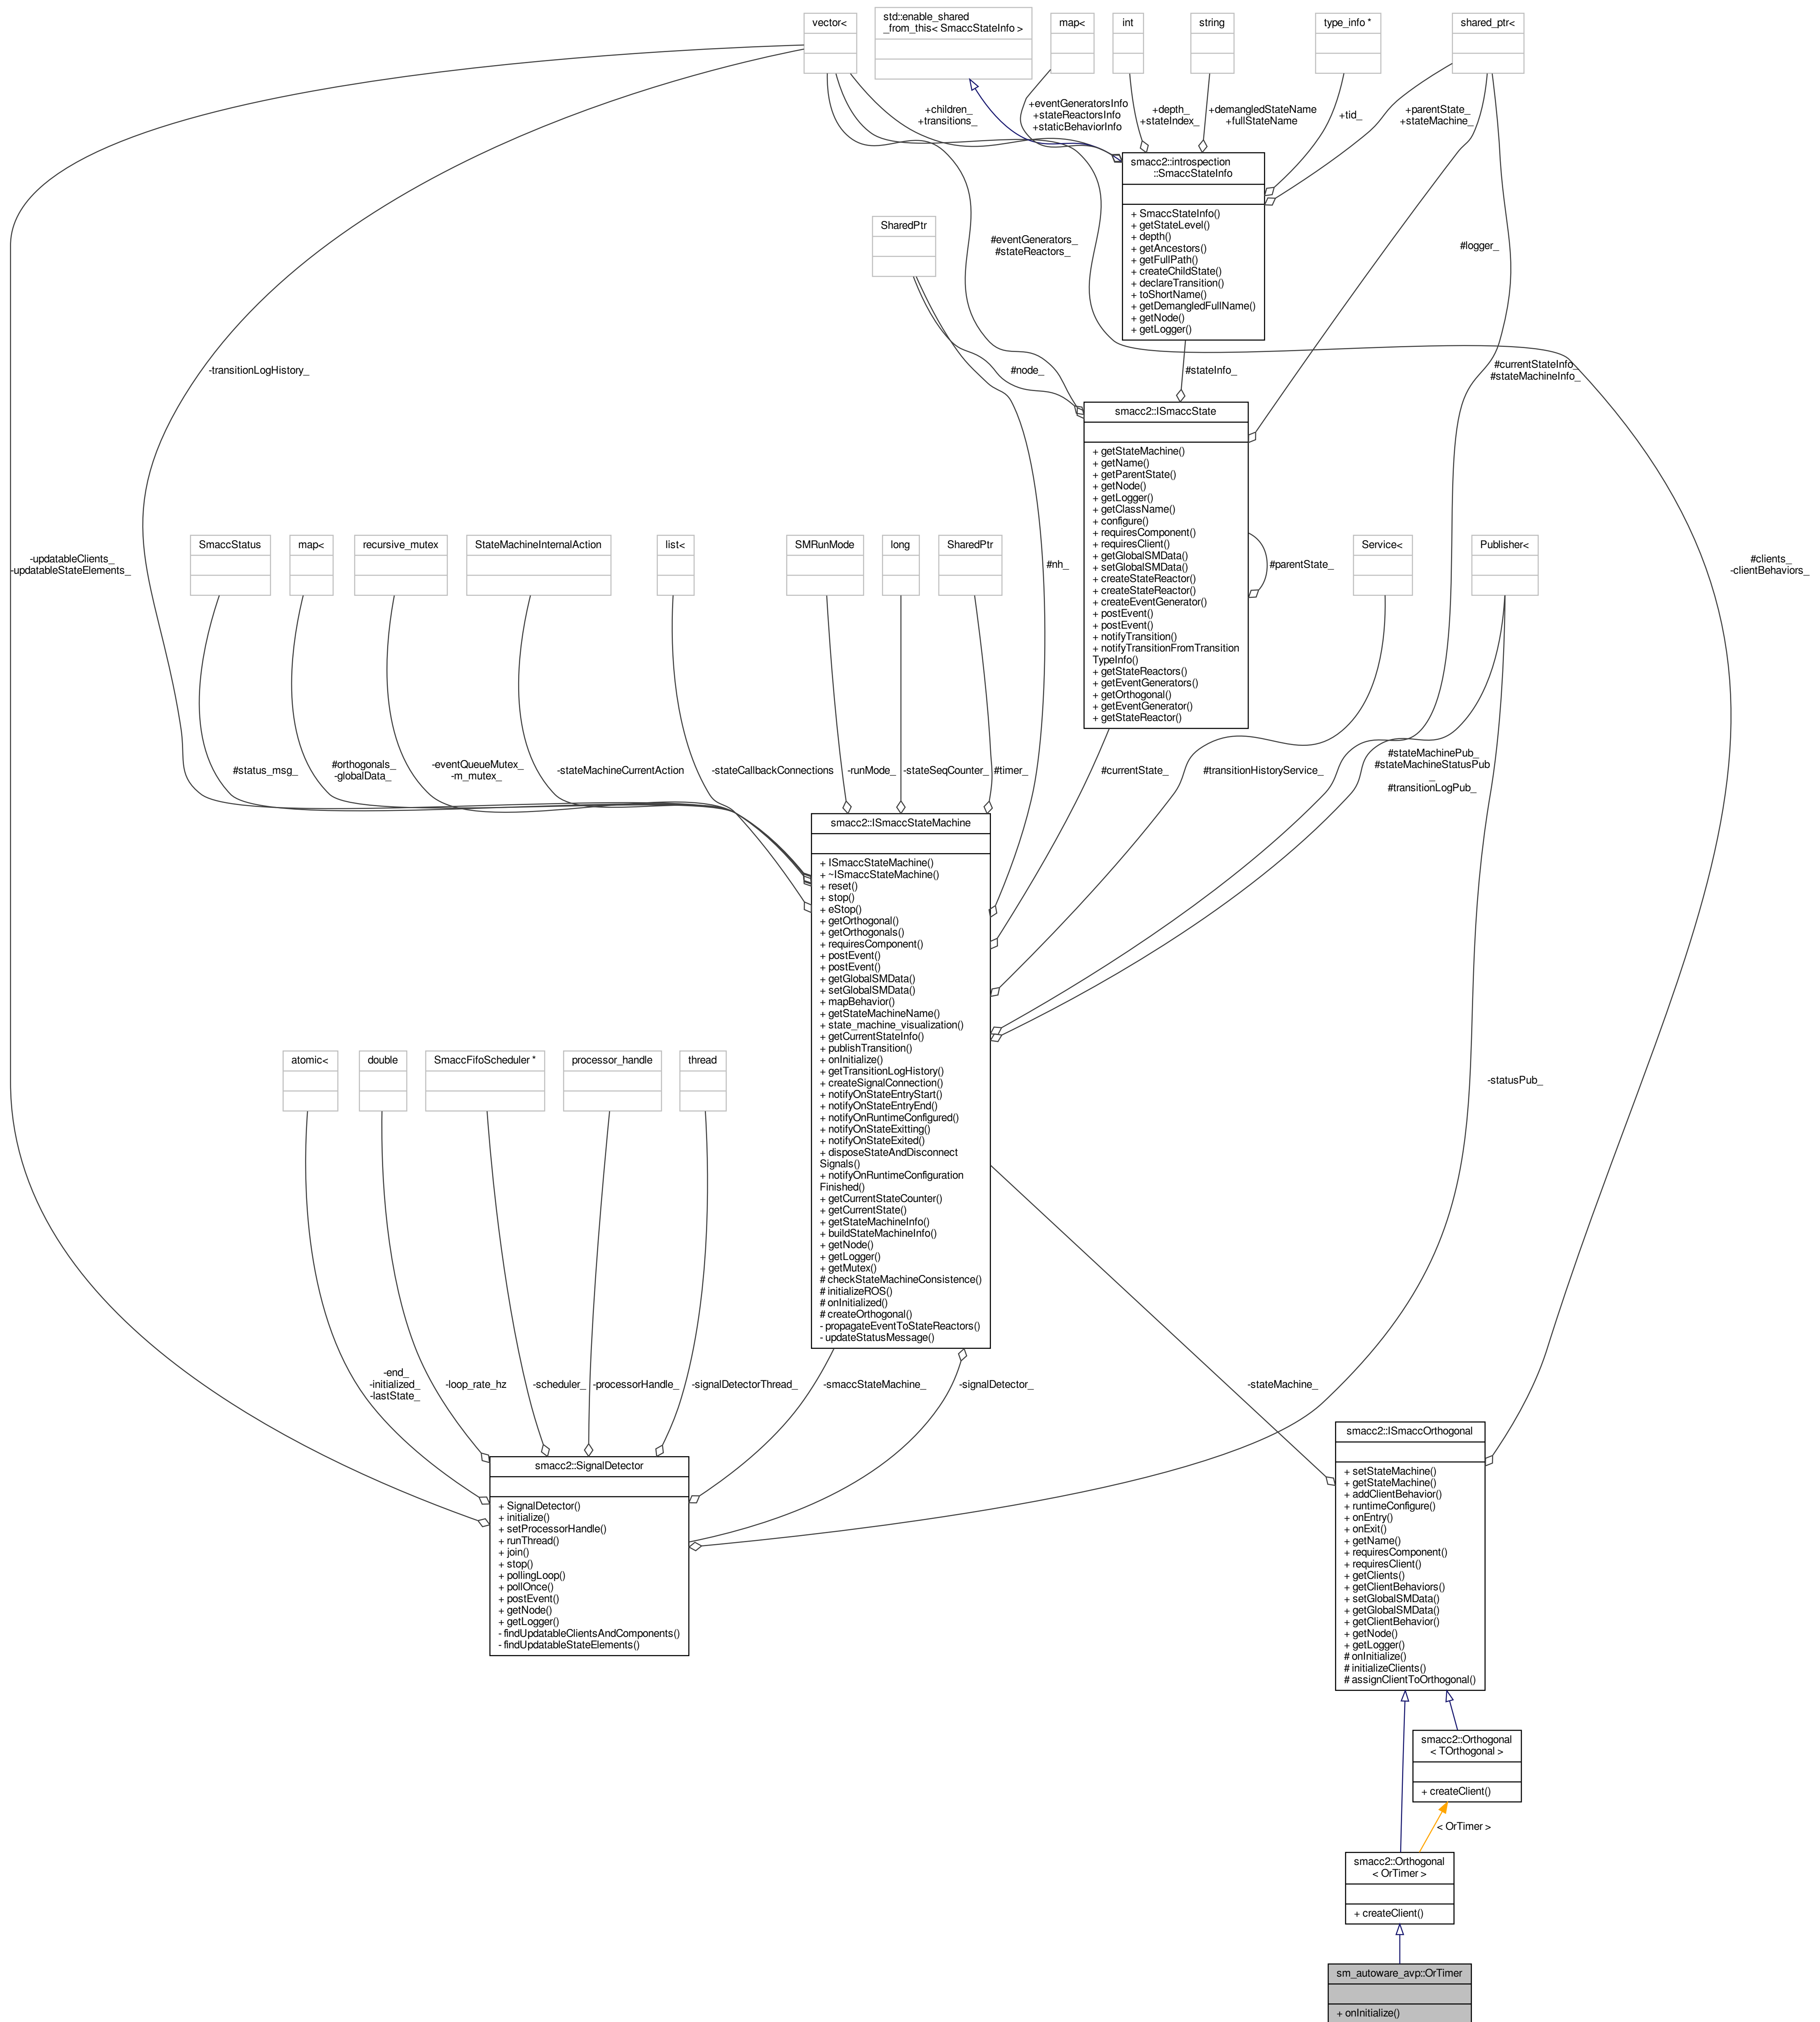 vector<
std::enable_shared
_from_this< SmaccStateInfo >
map<
int
string
type_info *
shared_ptr<
+children_
+transitions_
+eventGeneratorsInfo
+stateReactorsInfo
+staticBehaviorInfo
+depth_
+stateIndex_
+demangledStateName
+fullStateName
+tid_
+parentState_
+stateMachine_
smacc2::introspection
::SmaccStateInfo
+ SmaccStateInfo()
+ getStateLevel()
+ depth()
+ getAncestors()
+ getFullPath()
+ createChildState()
+ declareTransition()
+ toShortName()
+ getDemangledFullName()
+ getNode()
+ getLogger()
SharedPtr
#eventGenerators_
#stateReactors_
#logger_
-transitionLogHistory_
#node_
#stateInfo_
#currentStateInfo_
#stateMachineInfo_
smacc2::ISmaccState
+ getStateMachine()
+ getName()
+ getParentState()
+ getNode()
+ getLogger()
+ getClassName()
+ configure()
+ requiresComponent()
+ requiresClient()
+ getGlobalSMData()
+ setGlobalSMData()
+ createStateReactor()
+ createStateReactor()
+ createEventGenerator()
+ postEvent()
+ postEvent()
+ notifyTransition()
+ notifyTransitionFromTransition
TypeInfo()
+ getStateReactors()
+ getEventGenerators()
+ getOrthogonal()
+ getEventGenerator()
+ getStateReactor()
#parentState_
-updatableClients_
-updatableStateElements_
SmaccStatus
map<
recursive_mutex
StateMachineInternalAction
list<
SMRunMode
long
SharedPtr
#nh_
Service<
Publisher<
#clients_
-clientBehaviors_
#status_msg_
#orthogonals_
-globalData_
-eventQueueMutex_
-m_mutex_
-stateMachineCurrentAction
-stateCallbackConnections
-runMode_
-stateSeqCounter_
#timer_
#currentState_
#transitionHistoryService_
#stateMachinePub_
#stateMachineStatusPub
_
#transitionLogPub_
smacc2::ISmaccStateMachine
+ ISmaccStateMachine()
+ ~ISmaccStateMachine()
+ reset()
+ stop()
+ eStop()
+ getOrthogonal()
+ getOrthogonals()
+ requiresComponent()
+ postEvent()
+ postEvent()
+ getGlobalSMData()
+ setGlobalSMData()
+ mapBehavior()
+ getStateMachineName()
+ state_machine_visualization()
+ getCurrentStateInfo()
+ publishTransition()
+ onInitialize()
+ getTransitionLogHistory()
+ createSignalConnection()
+ notifyOnStateEntryStart()
+ notifyOnStateEntryEnd()
+ notifyOnRuntimeConfigured()
+ notifyOnStateExitting()
+ notifyOnStateExited()
+ disposeStateAndDisconnect
Signals()
+ notifyOnRuntimeConfiguration
Finished()
+ getCurrentStateCounter()
+ getCurrentState()
+ getStateMachineInfo()
+ buildStateMachineInfo()
+ getNode()
+ getLogger()
+ getMutex()
# checkStateMachineConsistence()
# initializeROS()
# onInitialized()
# createOrthogonal()
- propagateEventToStateReactors()
- updateStatusMessage()
atomic<
double
SmaccFifoScheduler *
processor_handle
thread
-statusPub_
-end_
-initialized_
-lastState_
-loop_rate_hz
-scheduler_
-processorHandle_
-signalDetectorThread_
-smaccStateMachine_
-signalDetector_
-stateMachine_
smacc2::SignalDetector
+ SignalDetector()
+ initialize()
+ setProcessorHandle()
+ runThread()
+ join()
+ stop()
+ pollingLoop()
+ pollOnce()
+ postEvent()
+ getNode()
+ getLogger()
- findUpdatableClientsAndComponents()
- findUpdatableStateElements()
smacc2::ISmaccOrthogonal
+ setStateMachine()
+ getStateMachine()
+ addClientBehavior()
+ runtimeConfigure()
+ onEntry()
+ onExit()
+ getName()
+ requiresComponent()
+ requiresClient()
+ getClients()
+ getClientBehaviors()
+ setGlobalSMData()
+ getGlobalSMData()
+ getClientBehavior()
+ getNode()
+ getLogger()
# onInitialize()
# initializeClients()
# assignClientToOrthogonal()
smacc2::Orthogonal
< TOrthogonal >
+ createClient()
< OrTimer >
smacc2::Orthogonal
< OrTimer >
+ createClient()
sm_autoware_avp::OrTimer
+ onInitialize()